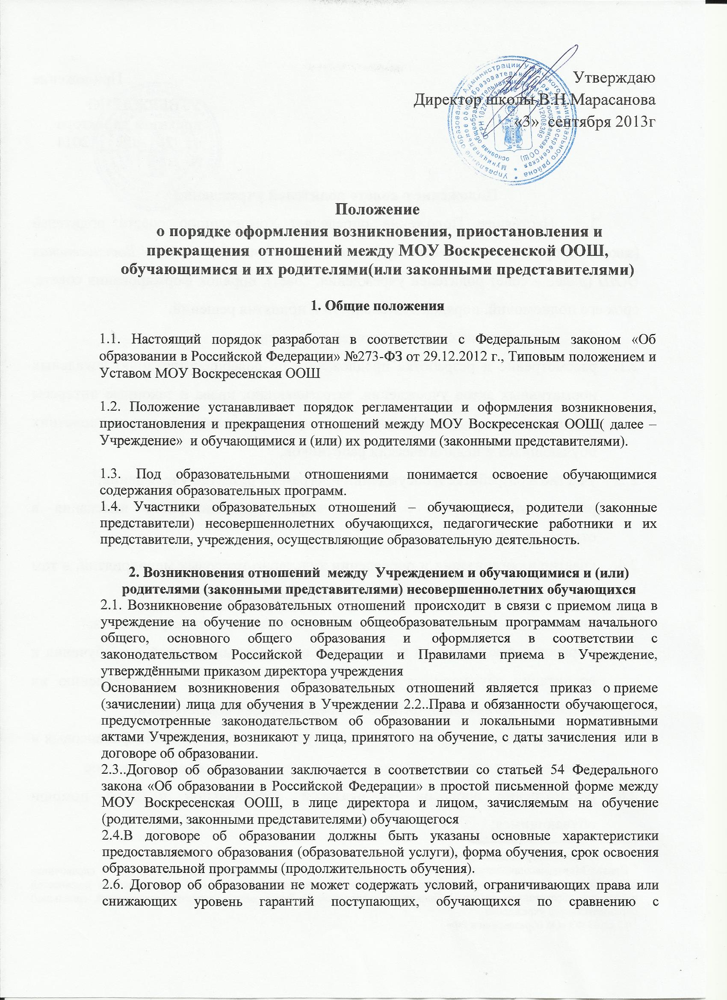 Утверждаю
Директор школы В.Н.Марасанова
«3» сентября 2013г
Положение
о порядке оформления возникновения, приостановления и
прекращения отношений между МОУ Воскресенской ООШ,
обучающимися и их родителями(или законными представителями)
1. Общие положения
1.1. Настоящий порядок разработан в соответствии с Федеральным законом «Об
образовании в Российской Федерации» №273-ФЗ от 29.12.2012 г., Типовым положением и
Уставом МОУ Воскресенская ООШ
1.2. Положение устанавливает порядок регламентации и оформления возникновения,
приостановления и прекращения отношений между МОУ Воскресенская ООШ( далее –
Учреждение» и обучающимися и (или) их родителями (законными представителями).
1.3. Под образовательными отношениями понимается освоение обучающимися
содержания образовательных программ.
1.4. Участники образовательных отношений – обучающиеся, родители (законные
представители) несовершеннолетних обучающихся, педагогические работники и их
представители, учреждения, осуществляющие образовательную деятельность.
2. Возникновения отношений между Учреждением и обучающимися и (или)
родителями (законными представителями) несовершеннолетних обучающихся
2.1. Возникновение образовательных отношений происходит в связи с приемом лица в
учреждение на обучение по основным общеобразовательным программам начального
общего, основного общего образования и оформляется в соответствии с
законодательством Российской Федерации и Правилами приема в Учреждение,
утверждёнными приказом директора учреждения
Основанием возникновения образовательных отношений является приказ о приеме
(зачислении) лица для обучения в Учреждении 2.2..Права и обязанности обучающегося,
предусмотренные законодательством об образовании и локальными нормативными
актами Учреждения, возникают у лица, принятого на обучение, с даты зачисления или в
договоре об образовании.
2.3..Договор об образовании заключается в соответствии со статьей 54 Федерального
закона «Об образовании в Российской Федерации» в простой письменной форме между
МОУ Воскресенская ООШ, в лице директора и лицом, зачисляемым на обучение
(родителями, законными представителями) обучающегося
2.4.В договоре об образовании должны быть указаны основные характеристики
предоставляемого образования (образовательной услуги), форма обучения, срок освоения
образовательной программы (продолжительность обучения).
2.6. Договор об образовании не может содержать условий, ограничивающих права или
снижающих уровень гарантий поступающих, обучающихся по сравнению с